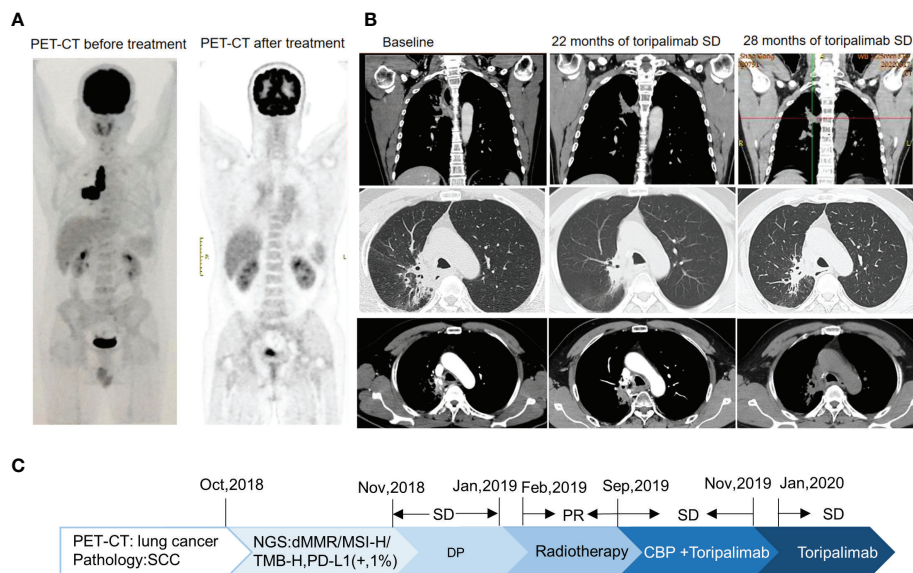 A
PET-CT before treatment
PET-CT after treatment
B
Baseline
22 months of toripalimab SD
28 months of toripalimab SD
R
L
C
Oct,2018
Nov,2018
Jan,2019
Feb,2019
Sep,2019
Nov,2019
Jan,2020
SD
PR
SD
SD
PET-CT: lung cancer
Pathology:SCC
NGS:dMMR/MSI-H/
TMB-H,PD-L1(+,1%)
DP
Radiotherapy
CBP +Toripalimab
Toripalimab